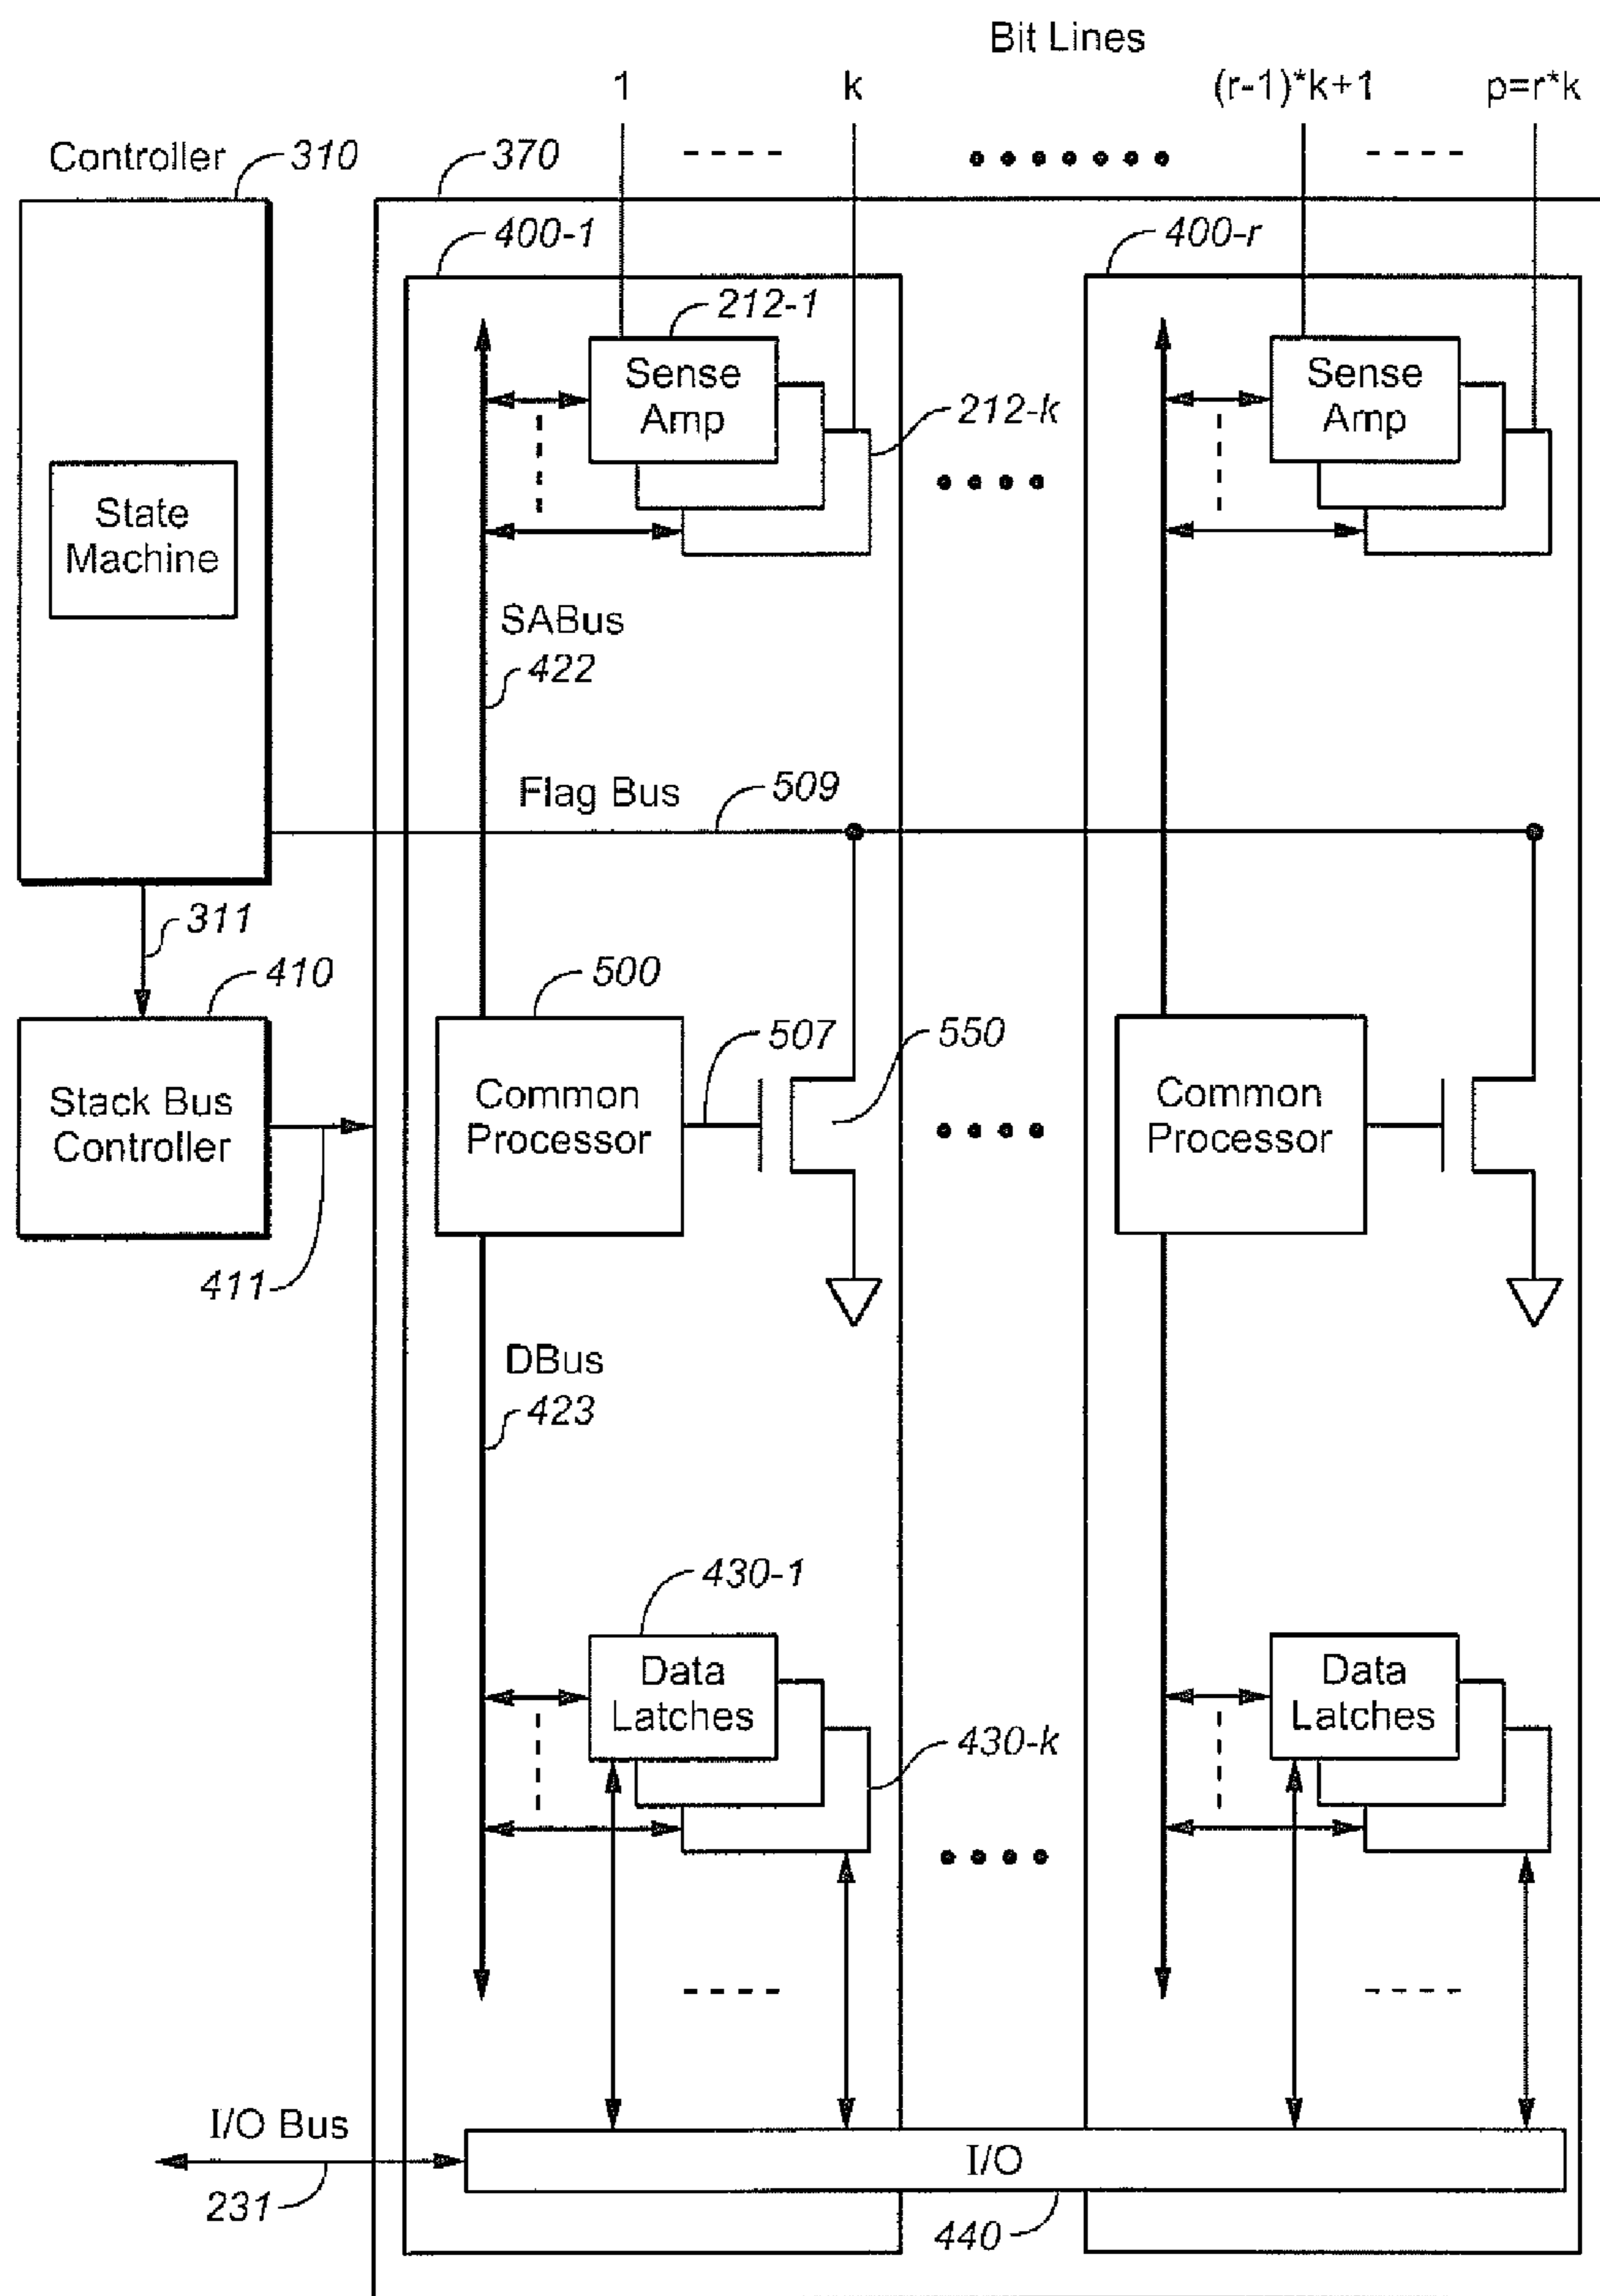 Bit Lines
1 k (r-1)*k+1 p=r*k
Controller 310 370
400-1 400-r
212-1
Sense
Amp
212-k
Sense
Amp
State
Machine
SABus
422
Flag Bus 509
311
410 500
507 550
Stack Bus
Controller
Common
Processor
Common
Processor
411
DBus
423
430-1
Data
Latches
430-k
Data
Latches
I/O Bus
231
I/O
440